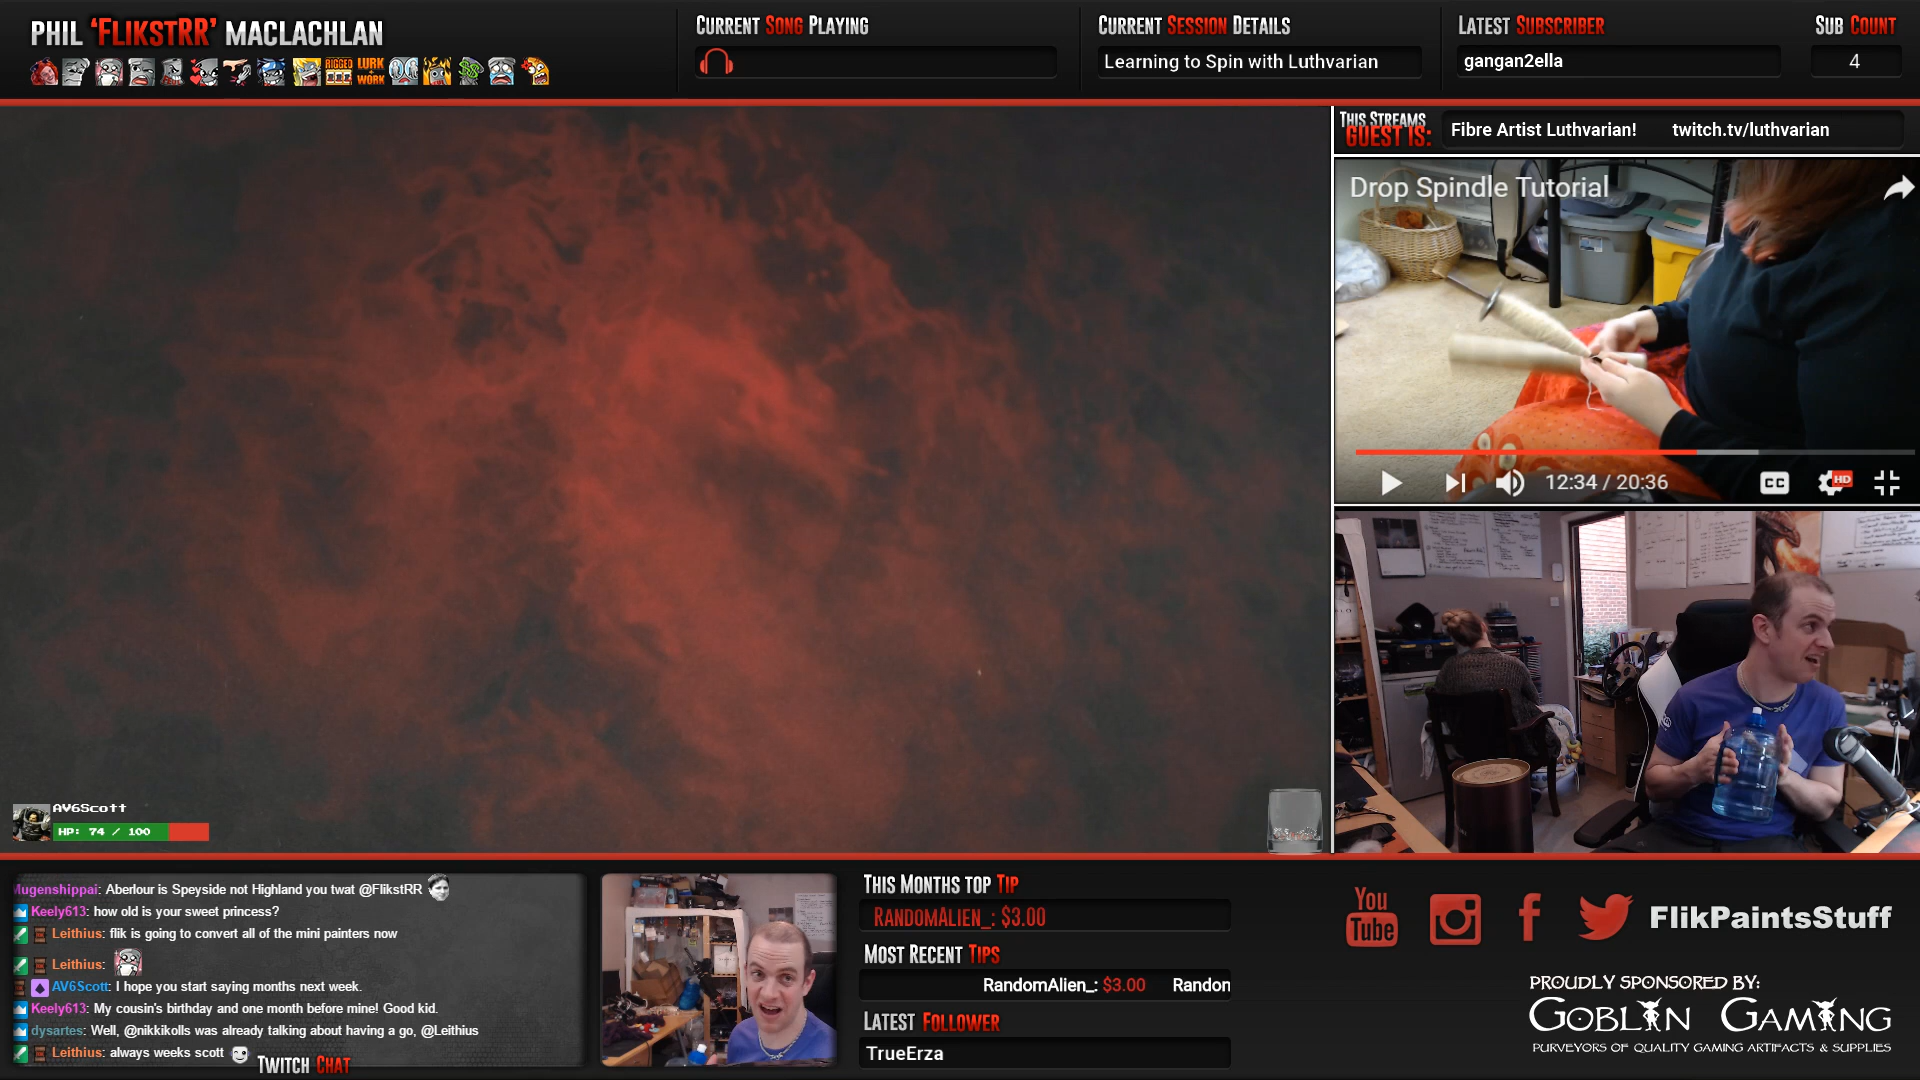 PHIL 'FLIKSTRR' MACLACHLAN
RIGGED
LURK
WORK
CURRENT SONG PLAYING
CURRENT SESSION DETAILS
Learning to Spin with Luthvarian
LATEST SUBSCRIBER
gangan2ella
SUB COUNT
4
THIS STREAMS
GUEST IS:
Fibre Artist Luthvarian! twitch.tv/luthvarian
Drop Spindle Tutorial
12:34 / 20:36
CC
HD
AV6Scott
HP: 74 / 100
Mugenshippai: Aberlour is Speyside not Highland you twat @FlikstRR
Keely613: how old is your sweet princess?
Leithius: flik is going to convert all of the mini painters now
Leithius:
AV6Scott: I hope you start saying months next week.
Keely613: My cousin's birthday and one month before mine! Good kid.
dysartes: Well, @nikkikolls was already talking about having a go, @Leithius
Leithius: always weeks scott
TWITCH CHAT
THIS MONTHS TOP TIP
RANDOMALIEN_: $3.00
MOST RECENT TIPS
RandomAlien_: $3.00 Random
LATEST FOLLOWER
TrueErza
You
Tube
FlikPaintsStuff
PROUDLY SPONSORED BY:
GOBLIN GAMING
PURVEYORS OF QUALITY GAMING ARTIFACTS & SUPPLIES